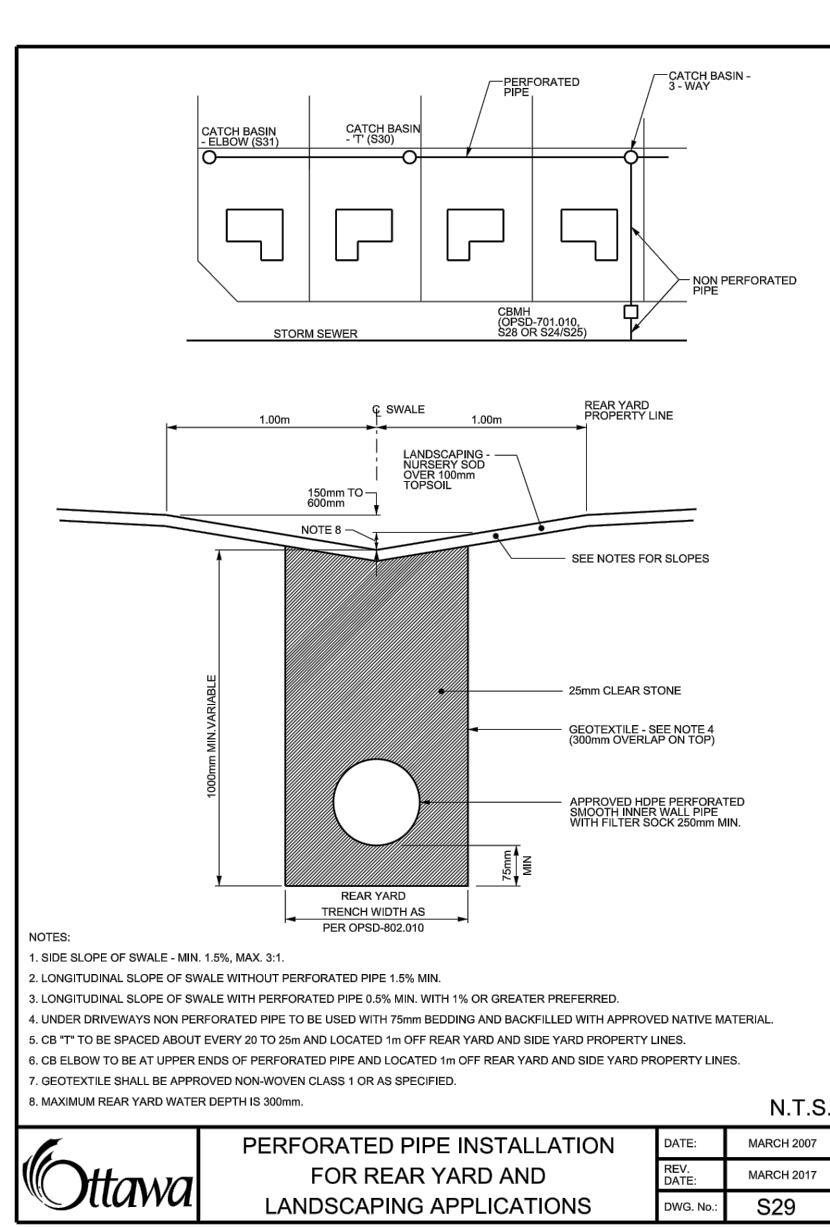 PERFORATED
PIPE
CATCH BASIN -
3 - WAY
CATCH BASIN
- ELBOW (S31)
CATCH BASIN
- 'T' (S30)
NON PERFORATED
PIPE
CBMH
(OPSD-701.010,
S28 OR S24/S25)
STORM SEWER
℄ SWALE
1.00m
1.00m
REAR YARD
PROPERTY LINE
LANDSCAPING -
NURSERY SOD
OVER 100mm
TOPSOIL
150mm TO
600mm
NOTE 8
SEE NOTES FOR SLOPES
1000mm MIN.VARIABLE
25mm CLEAR STONE
GEOTEXTILE - SEE NOTE 4
(300mm OVERLAP ON TOP)
APPROVED HDPE PERFORATED
SMOOTH INNER WALL PIPE
WITH FILTER SOCK 250mm MIN.
75mm
MIN
REAR YARD
TRENCH WIDTH AS
PER OPSD-802.010
NOTES:
1. SIDE SLOPE OF SWALE - MIN. 1.5%, MAX. 3:1.
2. LONGITUDINAL SLOPE OF SWALE WITHOUT PERFORATED PIPE 1.5% MIN.
3. LONGITUDINAL SLOPE OF SWALE WITH PERFORATED PIPE 0.5% MIN. WITH 1% OR GREATER PREFERRED.
4. UNDER DRIVEWAYS NON PERFORATED PIPE TO BE USED WITH 75mm BEDDING AND BACKFILLED WITH APPROVED NATIVE MATERIAL.
5. CB "T" TO BE SPACED ABOUT EVERY 20 TO 25m AND LOCATED 1m OFF REAR YARD AND SIDE YARD PROPERTY LINES.
6. CB ELBOW TO BE AT UPPER ENDS OF PERFORATED PIPE AND LOCATED 1m OFF REAR YARD AND SIDE YARD PROPERTY LINES.
7. GEOTEXTILE SHALL BE APPROVED NON-WOVEN CLASS 1 OR AS SPECIFIED.
8. MAXIMUM REAR YARD WATER DEPTH IS 300mm.
N.T.S.
Ottawa
PERFORATED PIPE INSTALLATION
FOR REAR YARD AND
LANDSCAPING APPLICATIONS
DATE: MARCH 2007
REV.
DATE: MARCH 2017
DWG. No.: S29